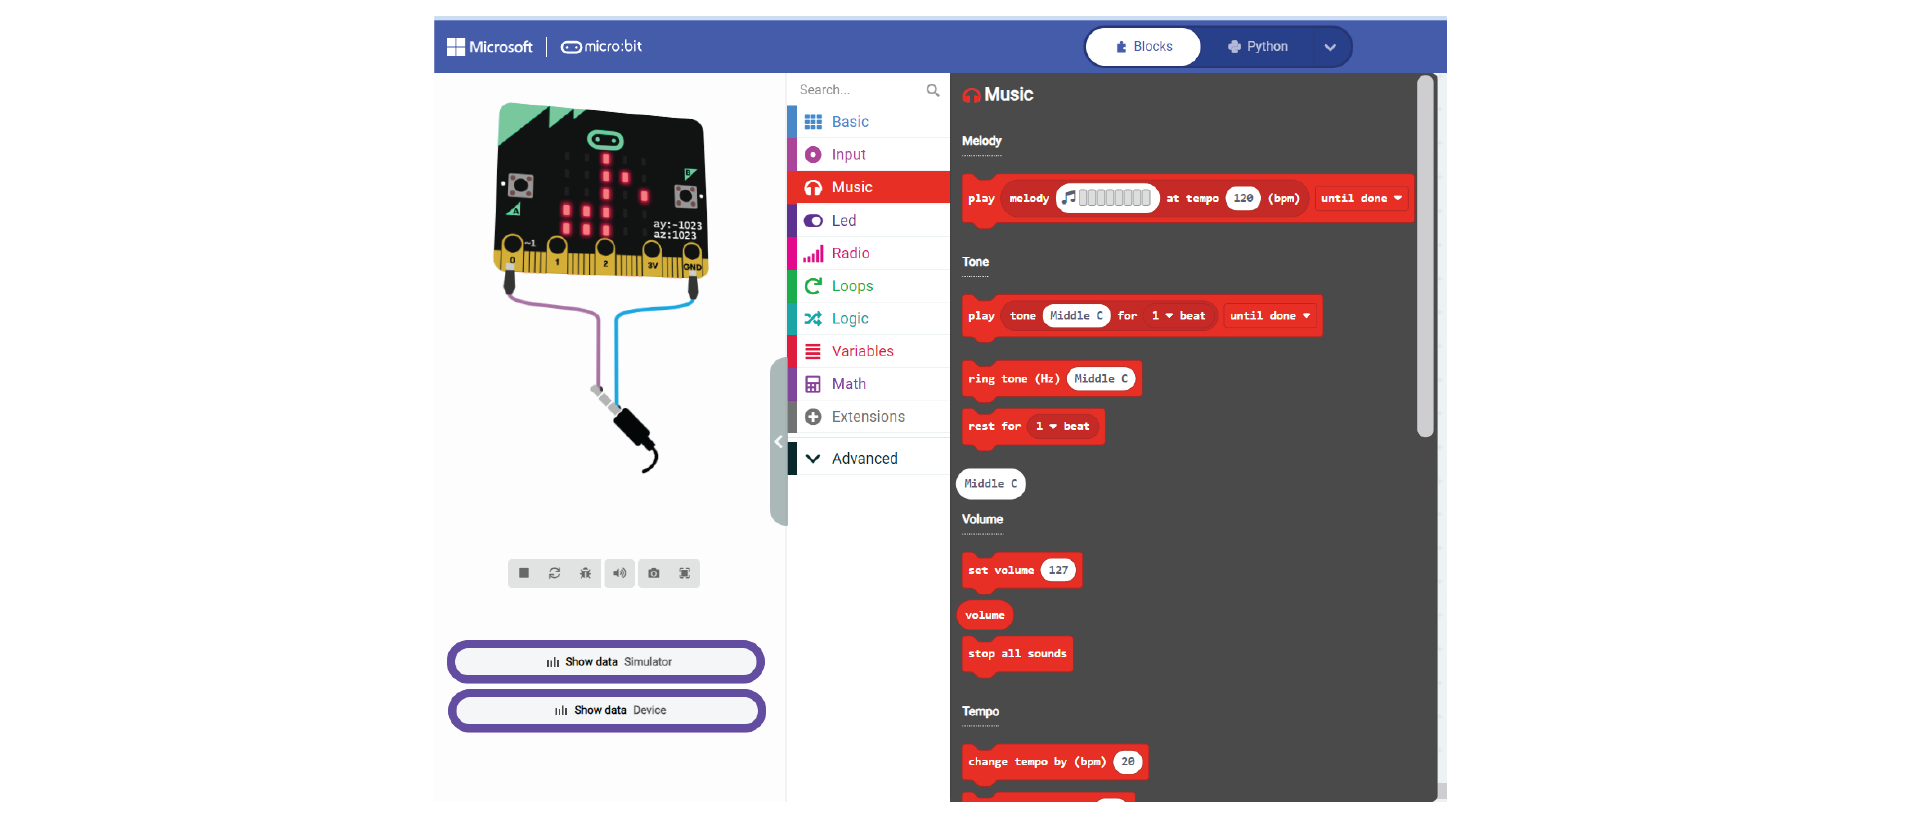 Microsoft micro:bit
Blocks Python
Search...
Basic
Input
Music
Led
Radio
Loops
Logic
Variables
Math
Extensions
Advanced
B
A
ay:-1023
az:1023
~1
0 1 2 3V GND
Show data Simulator
Show data Device
Music
Melody
play melody at tempo 120 (bpm) until done
Tone
play tone Middle C for 1 beat until done
ring tone (Hz) Middle C
rest for 1 beat
Middle C
Volume
set volume 127
volume
stop all sounds
Tempo
change tempo by (bpm) 20